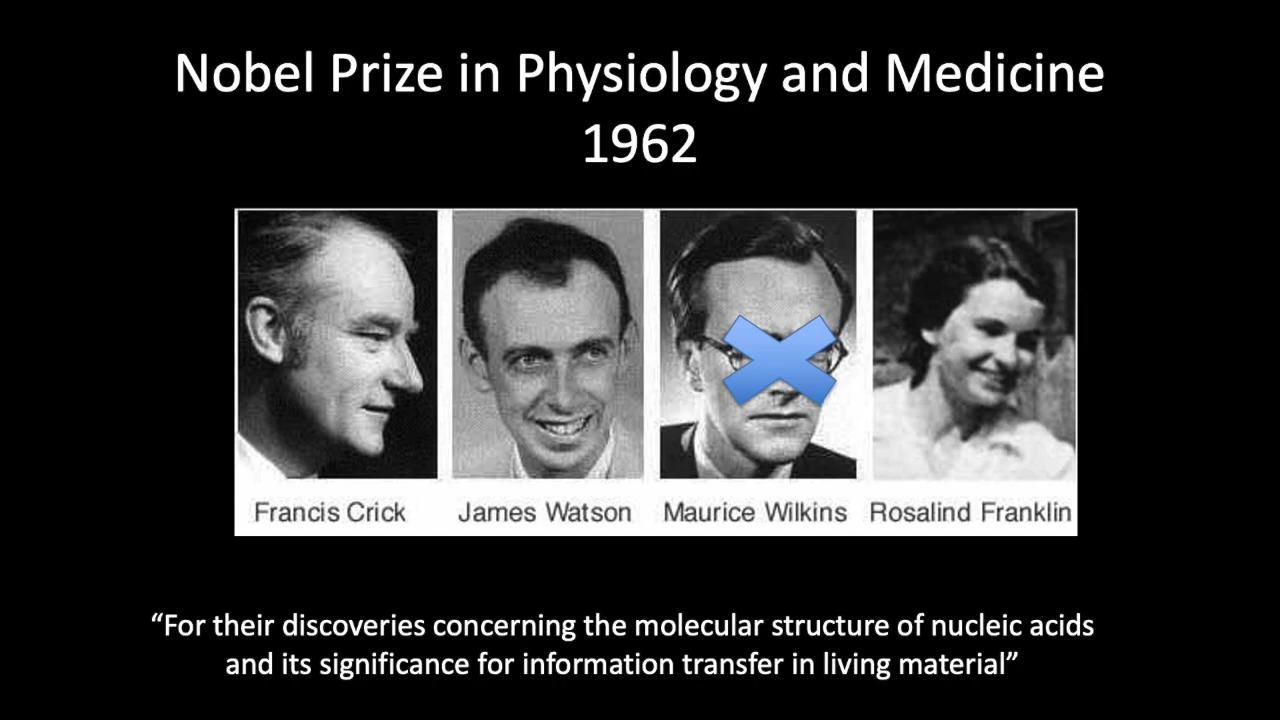 Nobel Prize in Physiology and Medicine
1962
Francis Crick James Watson Maurice Wilkins Rosalind Franklin
“For their discoveries concerning the molecular structure of nucleic acids
and its significance for information transfer in living material”